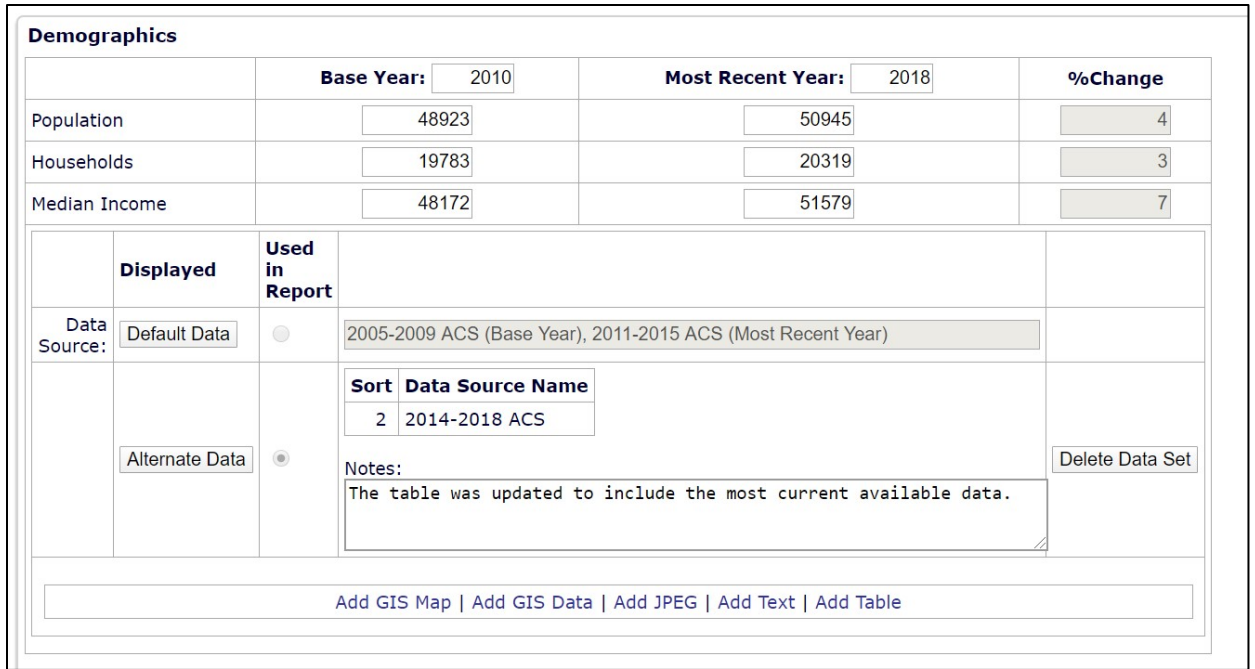 Demographics
Base Year: 2010 Most Recent Year: 2018 %Change
Population 48923 50945 4
Households 19783 20319 3
Median Income 48172 51579 7
Displayed Used in Report
Data Source: Default Data 2005-2009 ACS (Base Year), 2011-2015 ACS (Most Recent Year)
Sort Data Source Name
2 2014-2018 ACS
Alternate Data Notes: Delete Data Set
The table was updated to include the most current available data.
Add GIS Map | Add GIS Data | Add JPEG | Add Text | Add Table